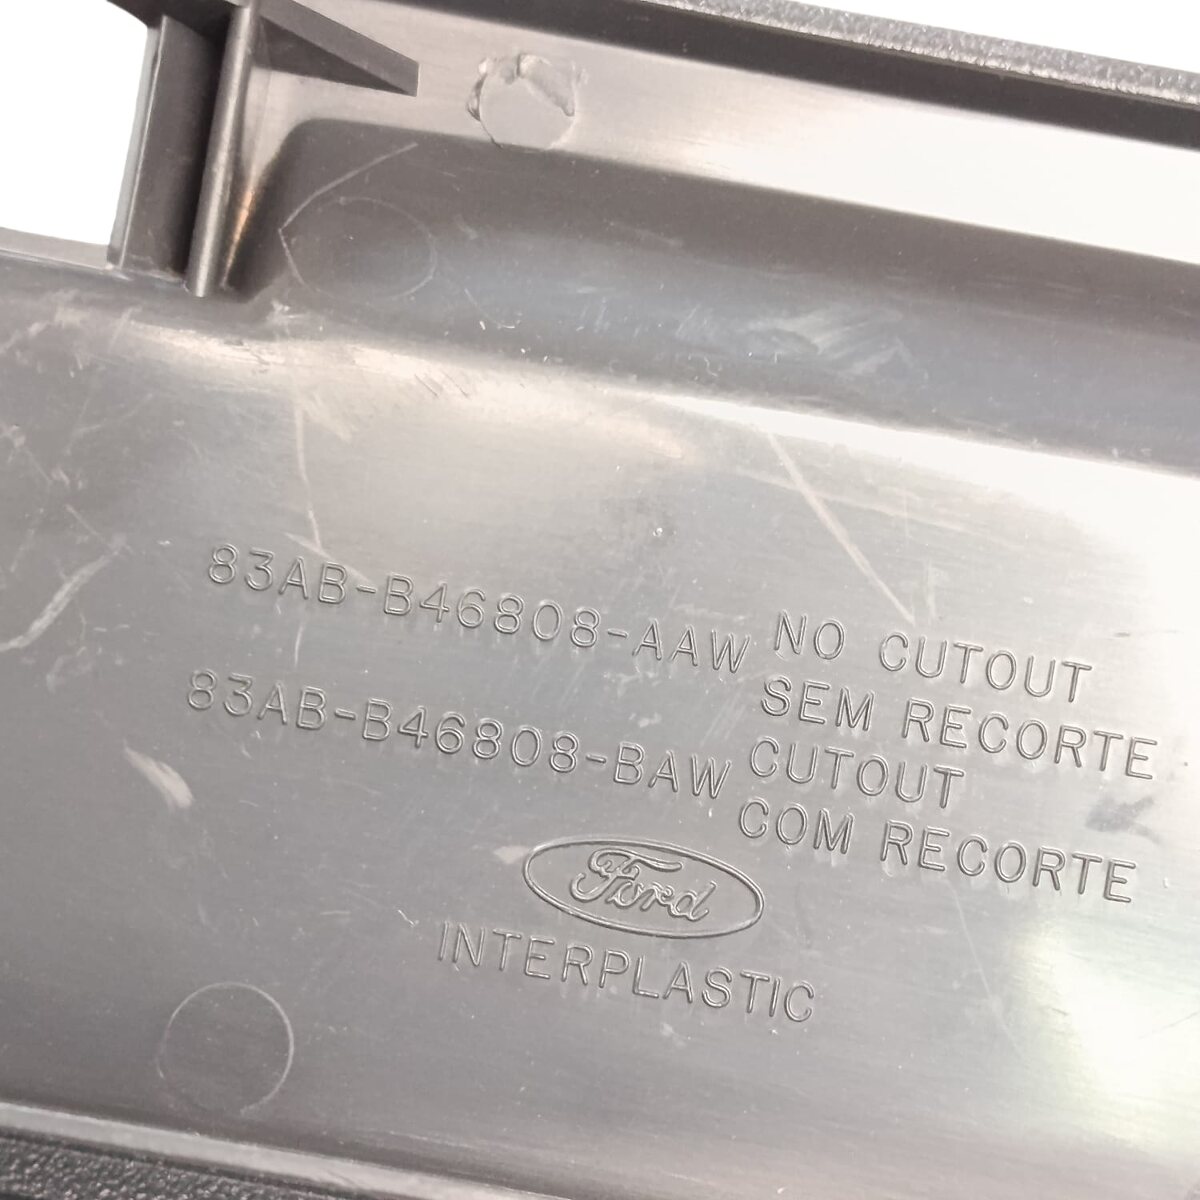 83AB-B46808-AAW NO CUTOUT
SEM RECORTE
83AB-B46808-BAW CUTOUT
COM RECORTE
Ford
INTERPLASTIC